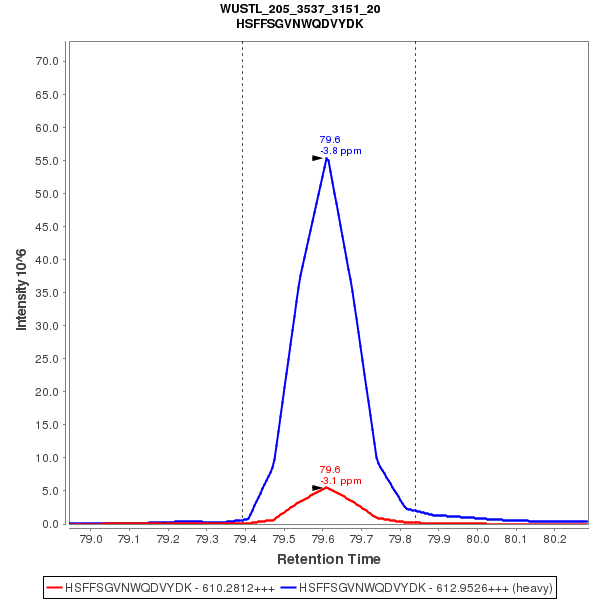 WUSTL_205_3537_3151_20
HSFFSGVNWQDVYDK
70.0
65.0
60.0
55.0
50.0
45.0
40.0
35.0
30.0
25.0
20.0
15.0
10.0
5.0
0.0
Intensity 10^6
79.6
-3.8 ppm
79.6
-3.1 ppm
79.0 79.1 79.2 79.3 79.4 79.5 79.6 79.7 79.8 79.9 80.0 80.1 80.2
Retention Time
HSFFSGVNWQDVYDK - 610.2812+++ HSFFSGVNWQDVYDK - 612.9526+++ (heavy)